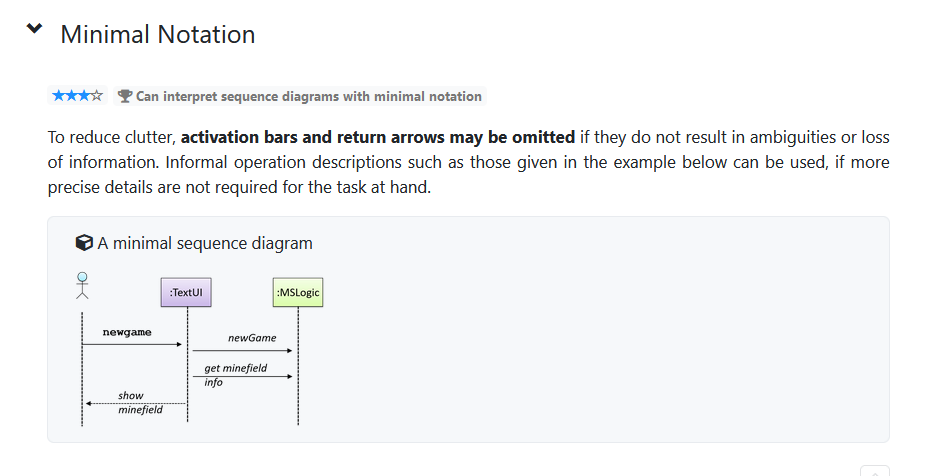 Minimal Notation
Can interpret sequence diagrams with minimal notation
To reduce clutter, activation bars and return arrows may be omitted if they do not result in ambiguities or loss
of information. Informal operation descriptions such as those given in the example below can be used, if more
precise details are not required for the task at hand.
A minimal sequence diagram
:TextUI
:MSLogic
newgame
newGame
get minefield
info
show
minefield